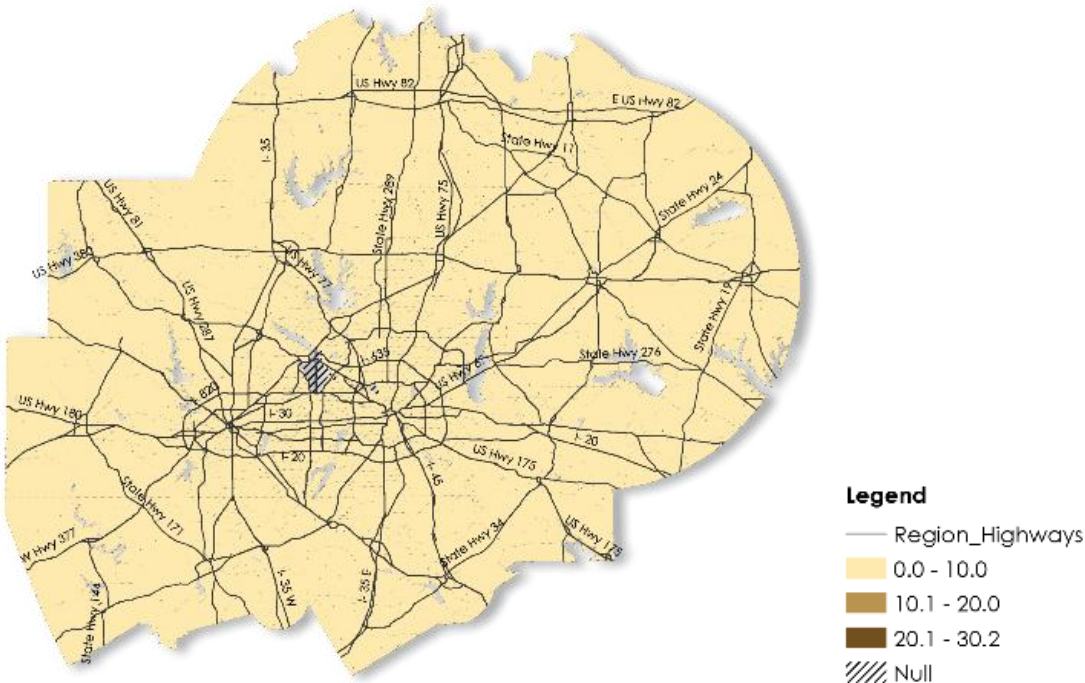 US Hwy 82
E US Hwy 82
State Hwy 11
I- 35
State Hwy 24
US Hwy 81
State Hwy 289
US Hwy 75
US Hwy 380
US Hwy 77
State Hwy 19
US Hwy 287
I- 635
State Hwy 276
US Hwy 6
820
US Hwy 180
I- 30
I- 20
I- 20
US Hwy 175
I- 45
State Hwy 171
W Hwy 377
State Hwy 34
US Hwy 175
I- 35 W
I- 35 E
State Hwy 144
Legend
Region_Highways
0.0 - 10.0
10.1 - 20.0
20.1 - 30.2
Null